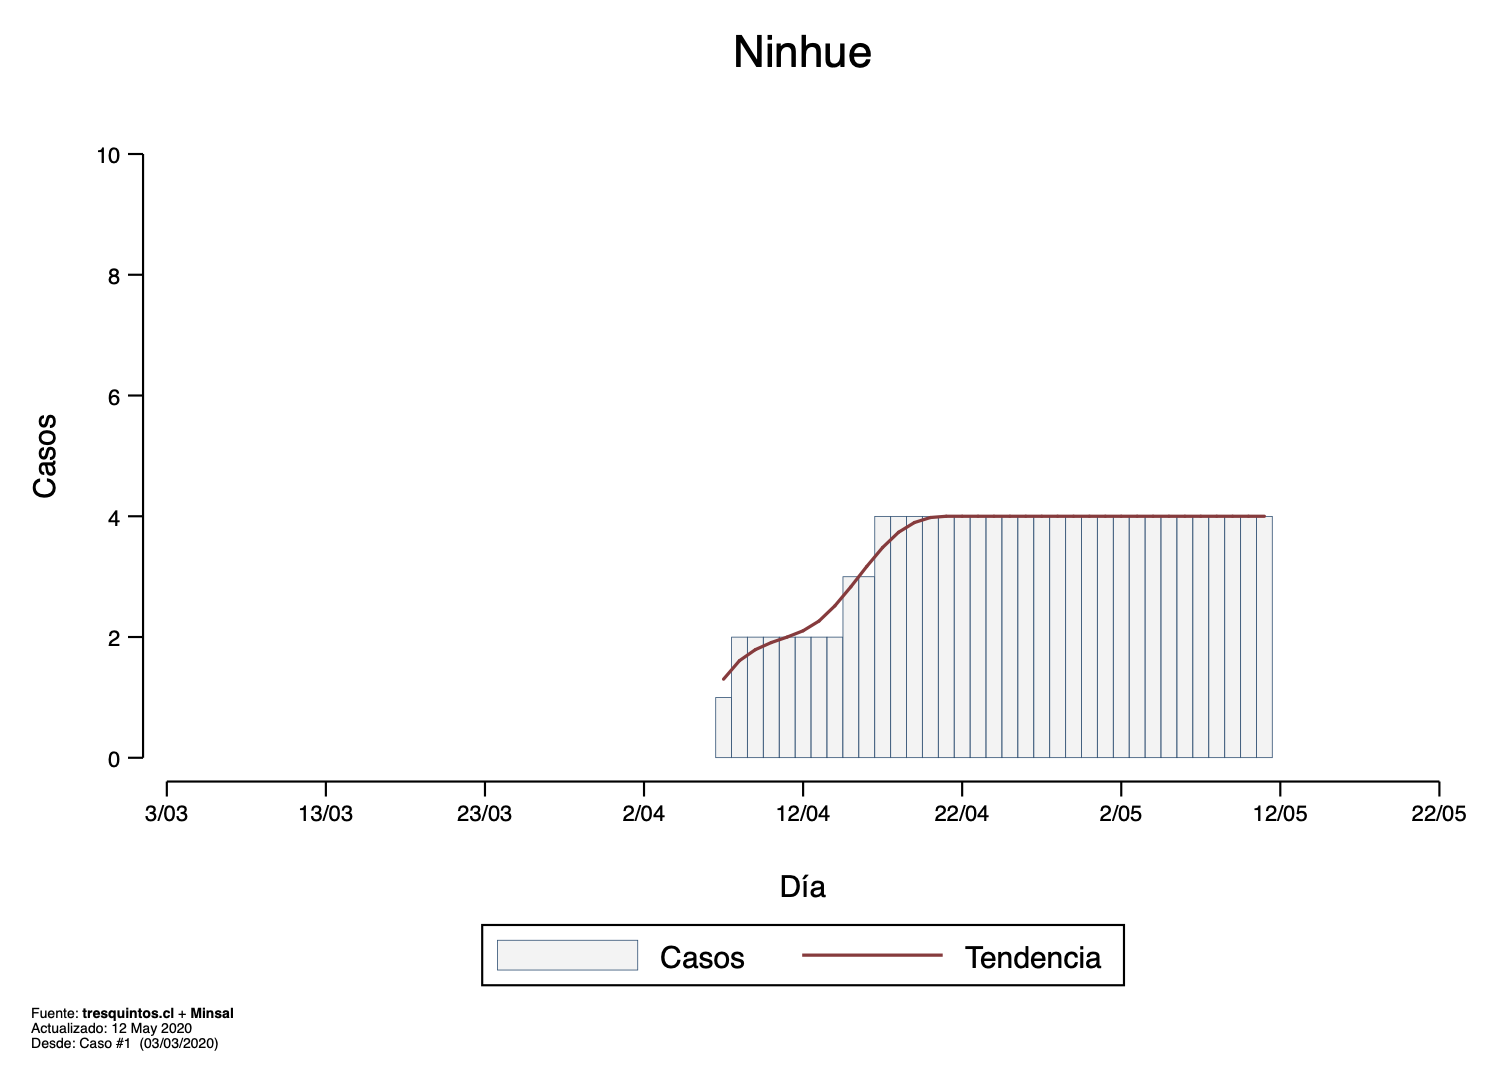 Ninhue
10
8
6
4
2
0
Casos
3/03 13/03 23/03 2/04 12/04 22/04 2/05 12/05 22/05
Día
Casos Tendencia
Fuente: tresquintos.cl + Minsal
Actualizado: 12 May 2020
Desde: Caso #1 (03/03/2020)